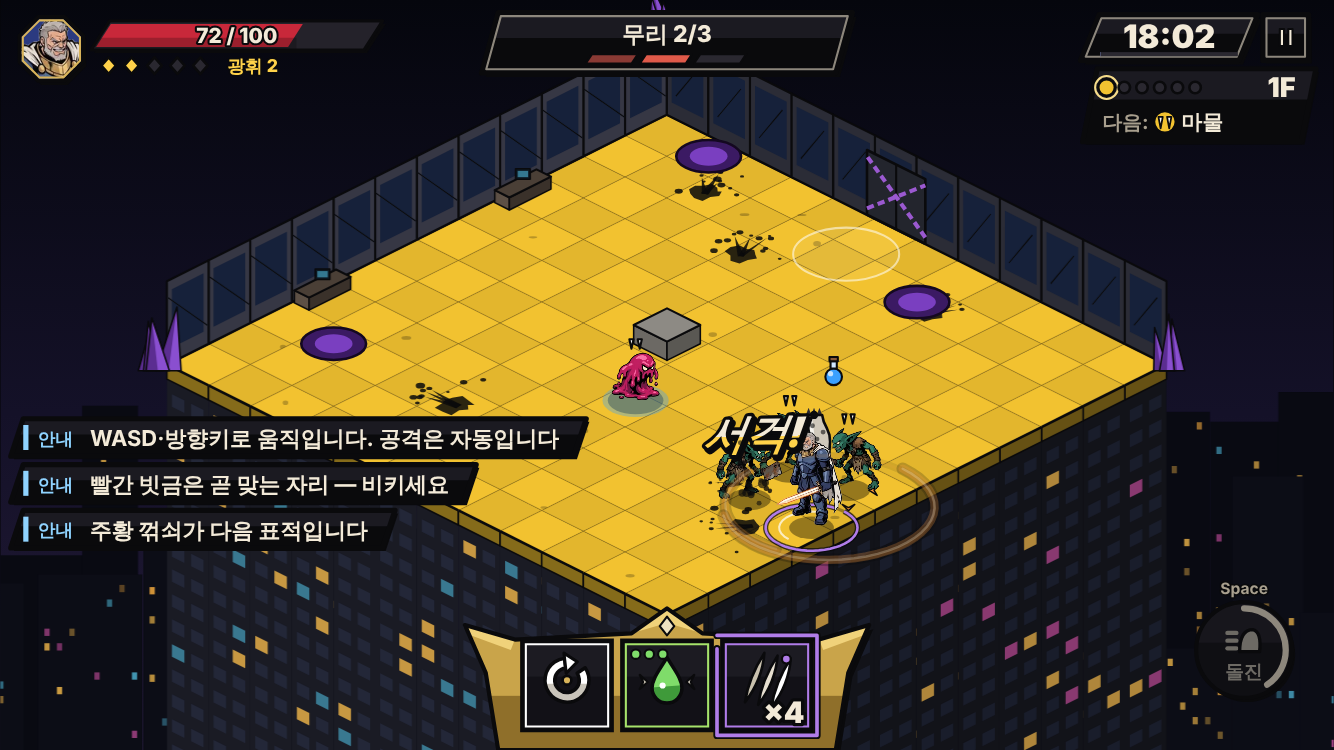 72 / 100
광휘 2
무리 2/3
18:02
1F
다음: 마물
서걱!
안내 WASD·방향키로 움직입니다. 공격은 자동입니다
안내 빨간 빗금은 곧 맞는 자리 — 비키세요
안내 주황 꺾쇠가 다음 표적입니다
Space
돌진
×4